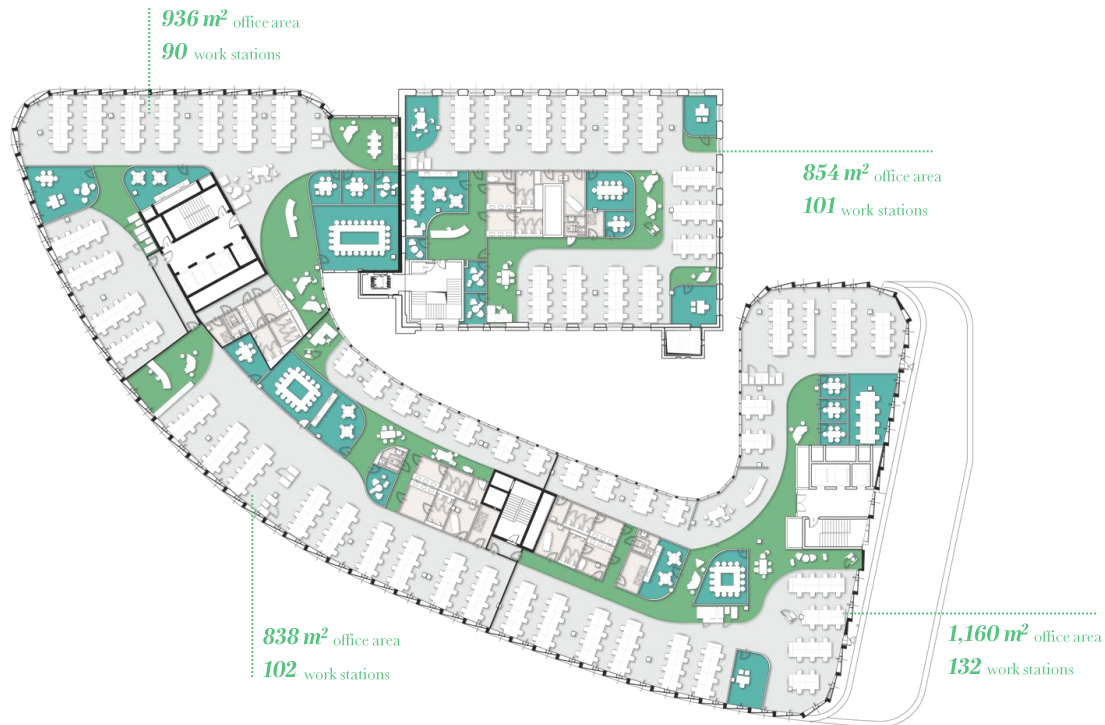 936 m² office area
90 work stations
854 m² office area
101 work stations
838 m² office area
102 work stations
1,160 m² office area
132 work stations